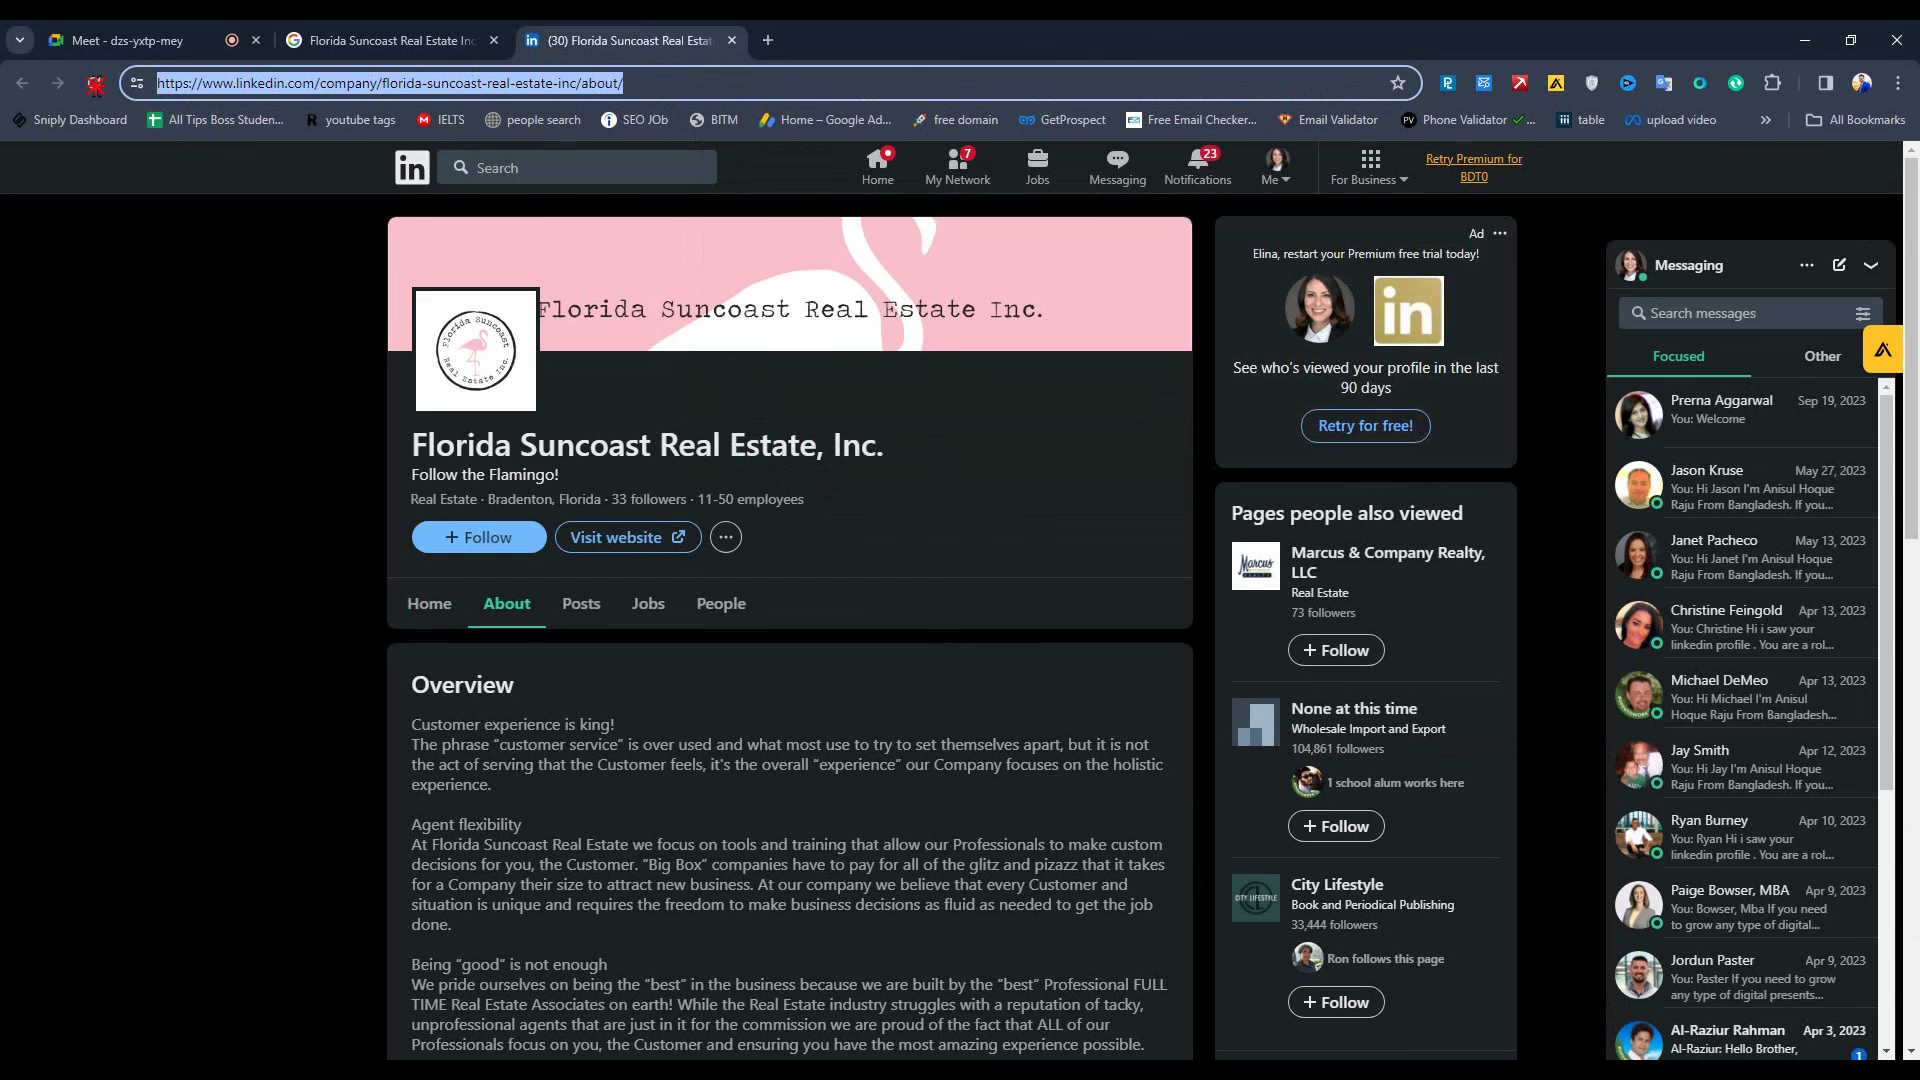 Meet - dzs-yxtp-mey
Florida Suncoast Real Estate Inc
(30) Florida Suncoast Real Estat
https://www.linkedin.com/company/florida-suncoast-real-estate-inc/about/
Sniply Dashboard
All Tips Boss Studen...
youtube tags
IELTS
people search
SEO JOb
BITM
Home – Google Ad...
free domain
GetProspect
Free Email Checker...
Email Validator
Phone Validator ✓ ...
table
upload video
»
All Bookmarks
in
Search
Home
7
My Network
Jobs
Messaging
23
Notifications
Me
For Business
Retry Premium for
BDT0
Florida Suncoast Real Estate Inc.
Florida Suncoast
Real Estate Inc.
Florida Suncoast Real Estate, Inc.
Follow the Flamingo!
Real Estate · Bradenton, Florida · 33 followers · 11-50 employees
+ Follow
Visit website
Home
About
Posts
Jobs
People
Overview
Customer experience is king!
The phrase “customer service” is over used and what most use to try to set themselves apart, but it is not
the act of serving that the Customer feels, it's the overall “experience” our Company focuses on the holistic
experience.
Agent flexibility
At Florida Suncoast Real Estate we focus on tools and training that allow our Professionals to make custom
decisions for you, the Customer. “Big Box” companies have to pay for all of the glitz and pizazz that it takes
for a Company their size to attract new business. At our company we believe that every Customer and
situation is unique and requires the freedom to make business decisions as fluid as needed to get the job
done.
Being “good” is not enough
We pride ourselves on being the “best” in the business because we are built by the “best” Professional FULL
TIME Real Estate Associates on earth! While the Real Estate industry struggles with a reputation of tacky,
unprofessional agents that are just in it for the commission we are proud of the fact that ALL of our
Professionals focus on you, the Customer and ensuring you have the most amazing experience possible.
Ad
Elina, restart your Premium free trial today!
in
See who's viewed your profile in the last
90 days
Retry for free!
Pages people also viewed
Marcus
Marcus & Company Realty,
LLC
Real Estate
73 followers
+ Follow
None at this time
Wholesale Import and Export
104,861 followers
1 school alum works here
+ Follow
CITY LIFESTYLE
City Lifestyle
Book and Periodical Publishing
33,444 followers
Ron follows this page
+ Follow
Messaging
Search messages
Focused
Other
Prerna Aggarwal Sep 19, 2023
You: Welcome
Jason Kruse May 27, 2023
You: Hi Jason I'm Anisul Hoque
Raju From Bangladesh. If you...
Janet Pacheco May 13, 2023
You: Hi Janet I'm Anisul Hoque
Raju From Bangladesh. If you...
Christine Feingold Apr 13, 2023
You: Christine Hi i saw your
linkedin profile . You are a rol...
Michael DeMeo Apr 13, 2023
You: Hi Michael I'm Anisul
Hoque Raju From Bangladesh...
Jay Smith Apr 12, 2023
You: Hi Jay I'm Anisul Hoque
Raju From Bangladesh. If you...
Ryan Burney Apr 10, 2023
You: Ryan Hi i saw your
linkedin profile . You are a rol...
Paige Bowser, MBA Apr 9, 2023
You: Bowser, Mba If you need
to grow any type of digital...
Jordun Paster Apr 9, 2023
You: Paster If you need to grow
any type of digital presents...
Al-Raziur Rahman Apr 3, 2023
Al-Raziur: Hello Brother,
1